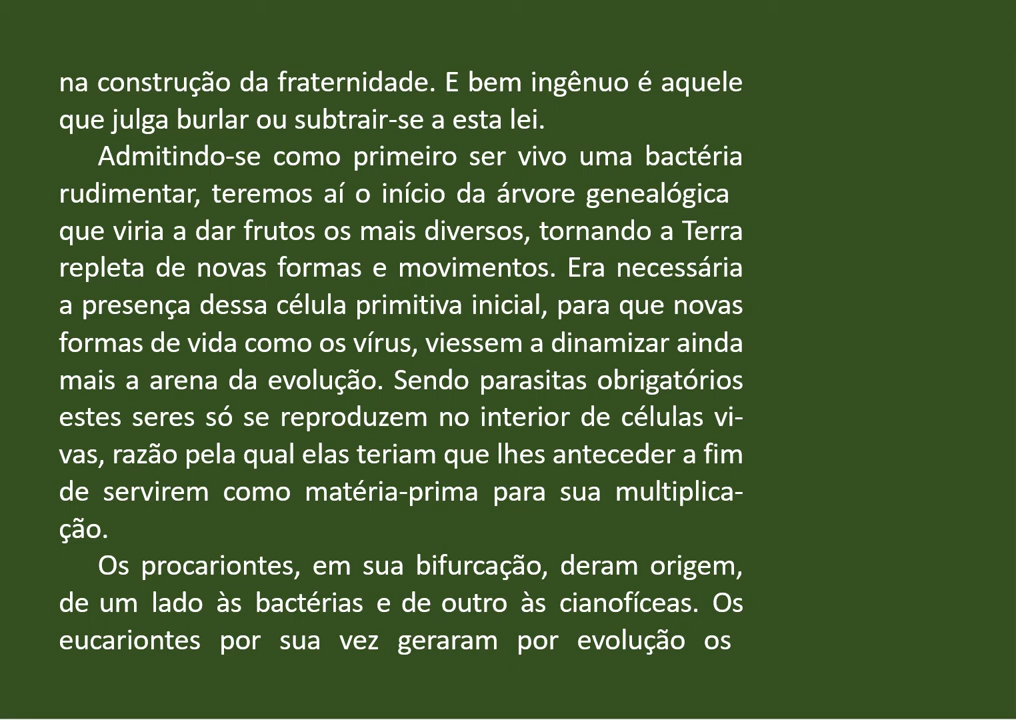 na construção da fraternidade. E bem ingênuo é aquele
que julga burlar ou subtrair-se a esta lei.
Admitindo-se como primeiro ser vivo uma bactéria
rudimentar, teremos aí o início da árvore genealógica
que viria a dar frutos os mais diversos, tornando a Terra
repleta de novas formas e movimentos. Era necessária
a presença dessa célula primitiva inicial, para que novas
formas de vida como os vírus, viessem a dinamizar ainda
mais a arena da evolução. Sendo parasitas obrigatórios
estes seres só se reproduzem no interior de células vi-
vas, razão pela qual elas teriam que lhes anteceder a fim
de servirem como matéria-prima para sua multiplica-
ção.
Os procariontes, em sua bifurcação, deram origem,
de um lado às bactérias e de outro às cianofíceas. Os
eucariontes por sua vez geraram por evolução os